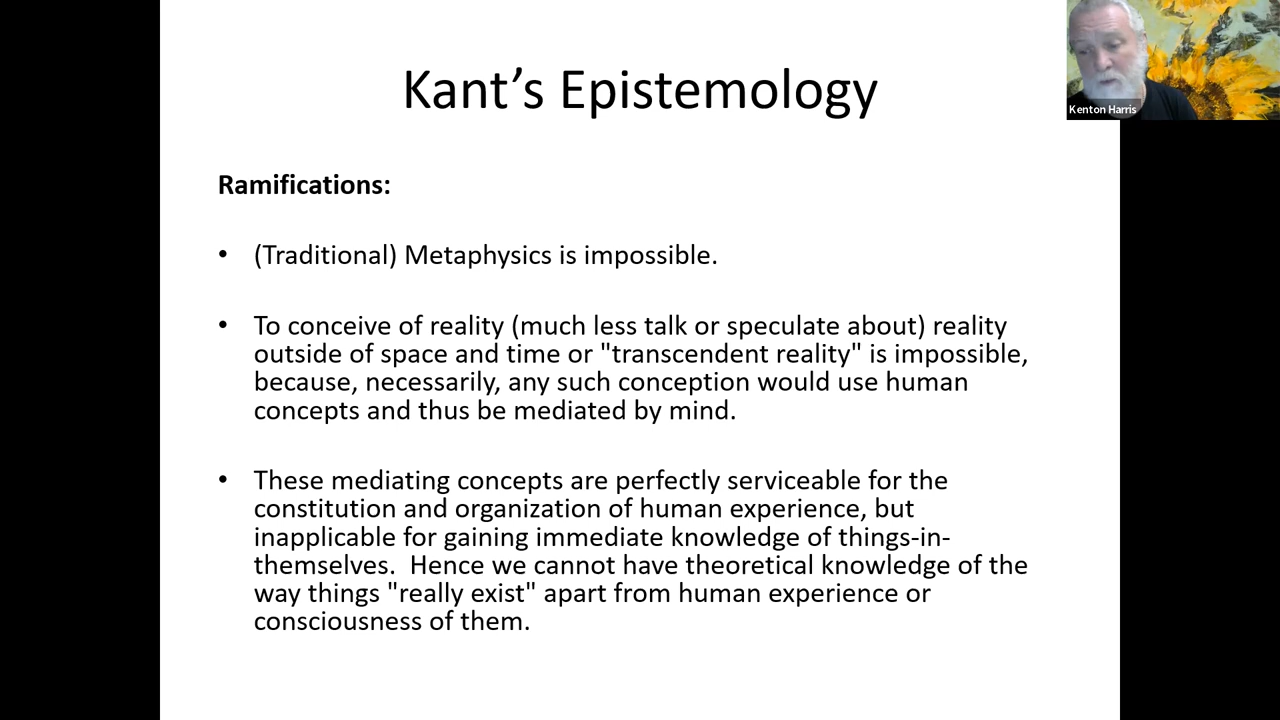 Kant’s Epistemology
Kenton Harris
Ramifications:
• (Traditional) Metaphysics is impossible.
• To conceive of reality (much less talk or speculate about) reality
outside of space and time or "transcendent reality" is impossible,
because, necessarily, any such conception would use human
concepts and thus be mediated by mind.
• These mediating concepts are perfectly serviceable for the
constitution and organization of human experience, but
inapplicable for gaining immediate knowledge of things-in-
themselves.  Hence we cannot have theoretical knowledge of the
way things "really exist" apart from human experience or
consciousness of them.